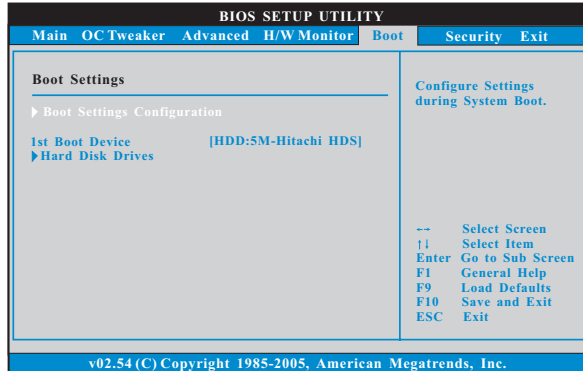 BIOS SETUP UTILITY
Main OC Tweaker Advanced H/W Monitor Boot Security Exit
Boot Settings
Boot Settings Configuration
1st Boot Device [HDD:5M-Hitachi HDS]
Hard Disk Drives
Configure Settings
during System Boot.
←→ Select Screen
↑↓ Select Item
Enter Go to Sub Screen
F1 General Help
F9 Load Defaults
F10 Save and Exit
ESC Exit
v02.54 (C) Copyright 1985-2005, American Megatrends, Inc.